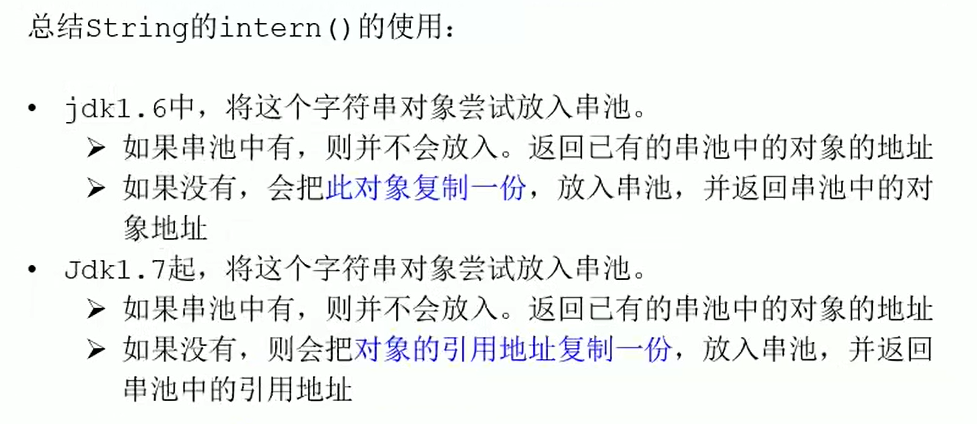 总结String的intern()的使用：
• jdk1.6中，将这个字符串对象尝试放入串池。
➢ 如果串池中有，则并不会放入。返回已有的串池中的对象的地址
➢ 如果没有，会把此对象复制一份，放入串池，并返回串池中的对
象地址
• Jdk1.7起，将这个字符串对象尝试放入串池。
➢ 如果串池中有，则并不会放入。返回已有的串池中的对象的地址
➢ 如果没有，则会把对象的引用地址复制一份，放入串池，并返回
串池中的引用地址